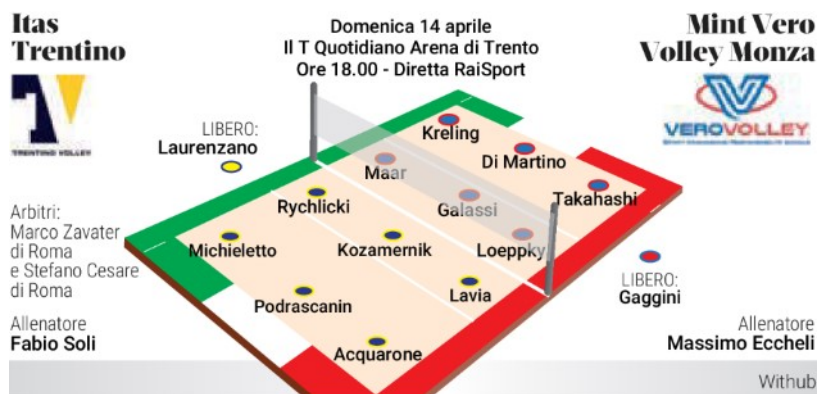 Itas
Trentino
TRENTINO VOLLEY
Domenica 14 aprile
Il T Quotidiano Arena di Trento
Ore 18.00 - Diretta RaiSport
Mint Vero
Volley Monza
VEROVOLLEY
LIBERO:
Laurenzano
Kreling
Di Martino
Maar
Takahashi
Rychlicki
Galassi
Michieletto
Kozamernik
Loeppky
Podrascanin
Lavia
Acquarone
Arbitri:
Marco Zavater
di Roma
e Stefano Cesare
di Roma
Allenatore
Fabio Soli
LIBERO:
Gaggini
Allenatore
Massimo Eccheli
Withub